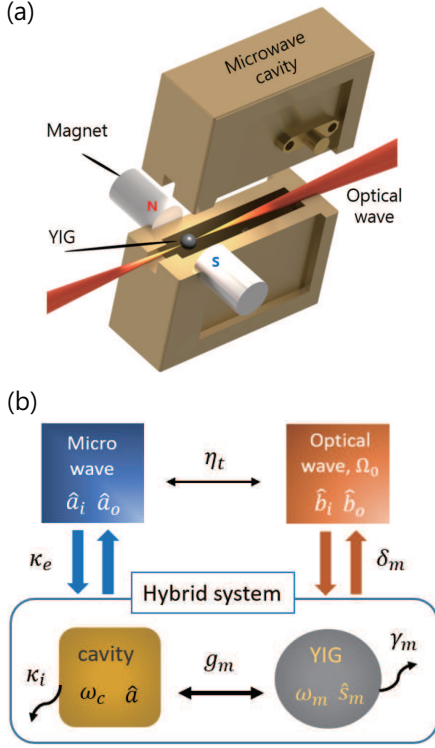 (a)
Microwave
cavity
Magnet
N
Optical
wave
YIG
S
(b)
Micro
wave
Optical
wave, Ω₀
η_t
â_i â_o
b̂_i b̂_o
κ_e
δ_m
Hybrid system
cavity
YIG
g_m
γ_m
κ_i
ω_c â
ω_m ŝ_m